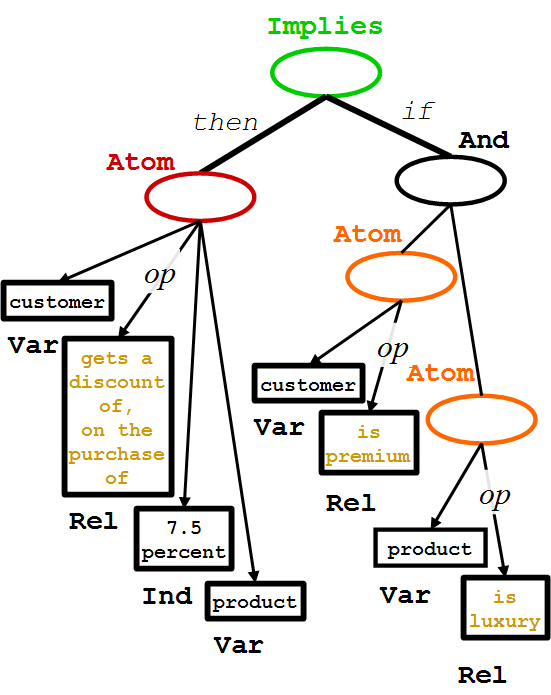 Implies
then
if
And
Atom
Atom
op
customer
Var
gets a
discount
of,
on the
purchase
of
Rel
7.5
percent
Ind
product
Var
op
customer
Var
is
premium
Rel
Atom
op
product
Var
is
luxury
Rel